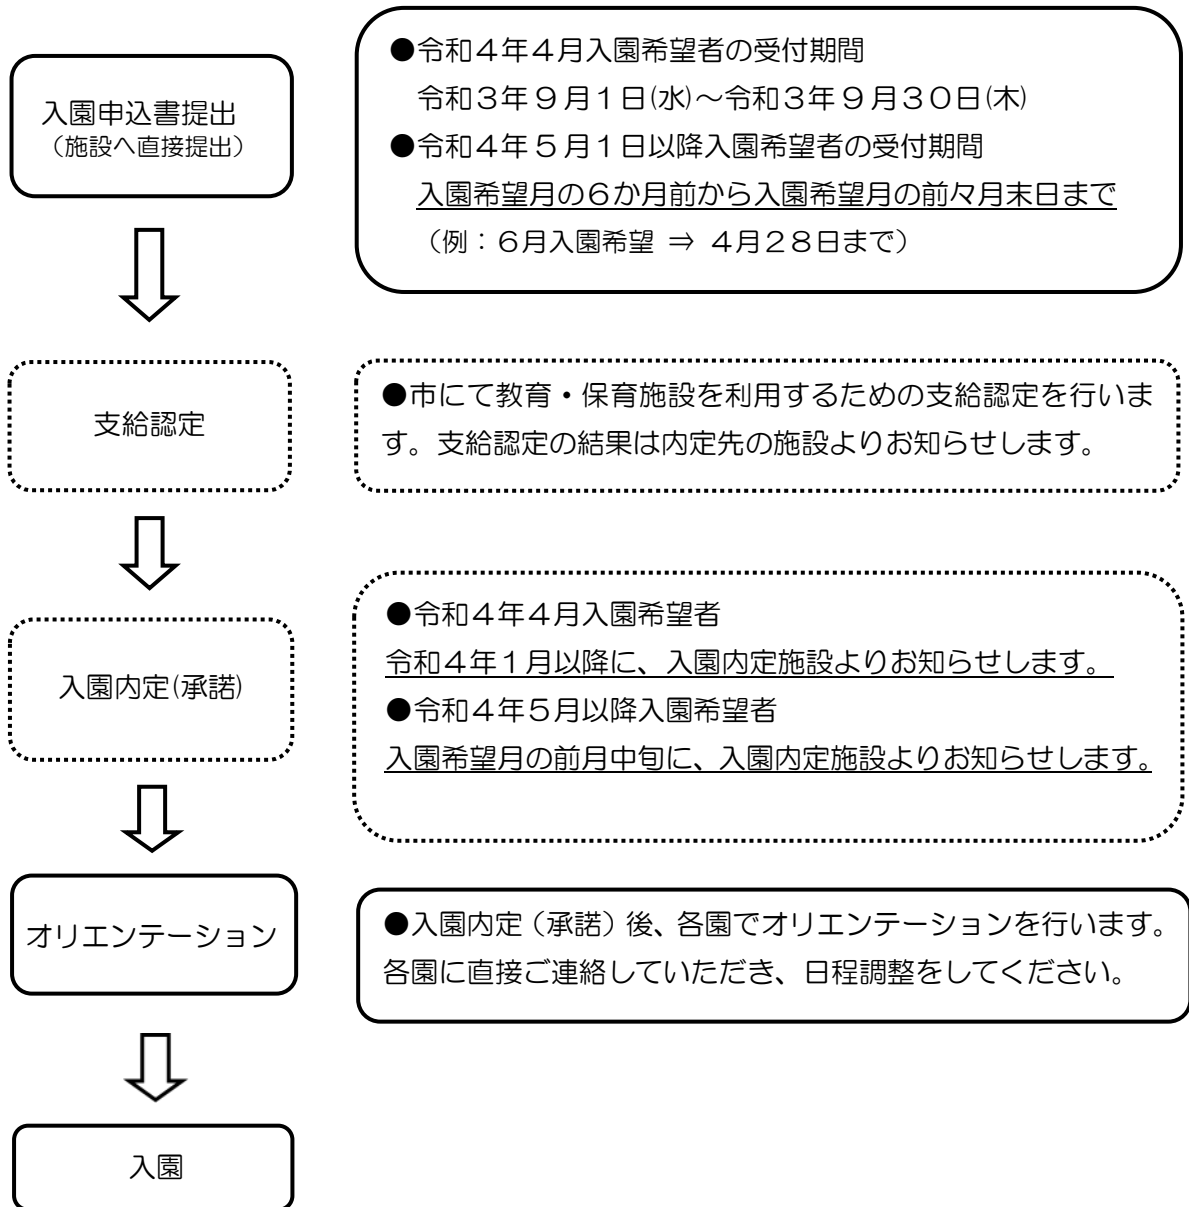 入園申込書提出
（施設へ直接提出）
●令和４年４月入園希望者の受付期間
令和３年９月１日(水)～令和３年９月３０日(木)
●令和４年５月１日以降入園希望者の受付期間
入園希望月の６か月前から入園希望月の前々月末日まで
（例：６月入園希望 ⇒ ４月２８日まで）
支給認定
●市にて教育・保育施設を利用するための支給認定を行いま
す。支給認定の結果は内定先の施設よりお知らせします。
入園内定(承諾)
●令和４年４月入園希望者
令和４年１月以降に、入園内定施設よりお知らせします。
●令和４年５月以降入園希望者
入園希望月の前月中旬に、入園内定施設よりお知らせします。
オリエンテーション
●入園内定（承諾）後、各園でオリエンテーションを行います。
各園に直接ご連絡していただき、日程調整をしてください。
入園